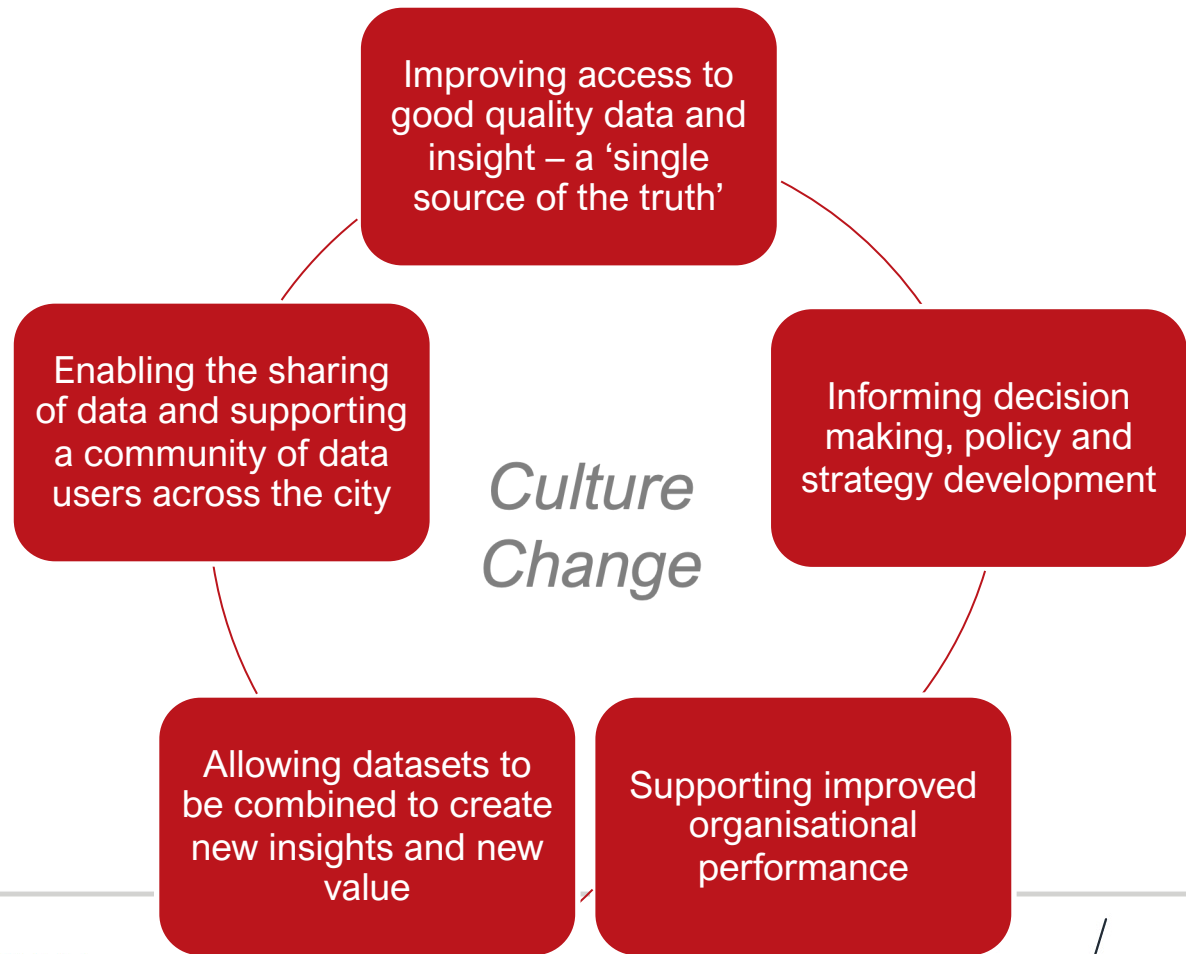 Improving access to
good quality data and
insight – a ‘single
source of the truth’
Informing decision
making, policy and
strategy development
Supporting improved
organisational
performance
Allowing datasets to
be combined to create
new insights and new
value
Enabling the sharing
of data and supporting
a community of data
users across the city
Culture
Change